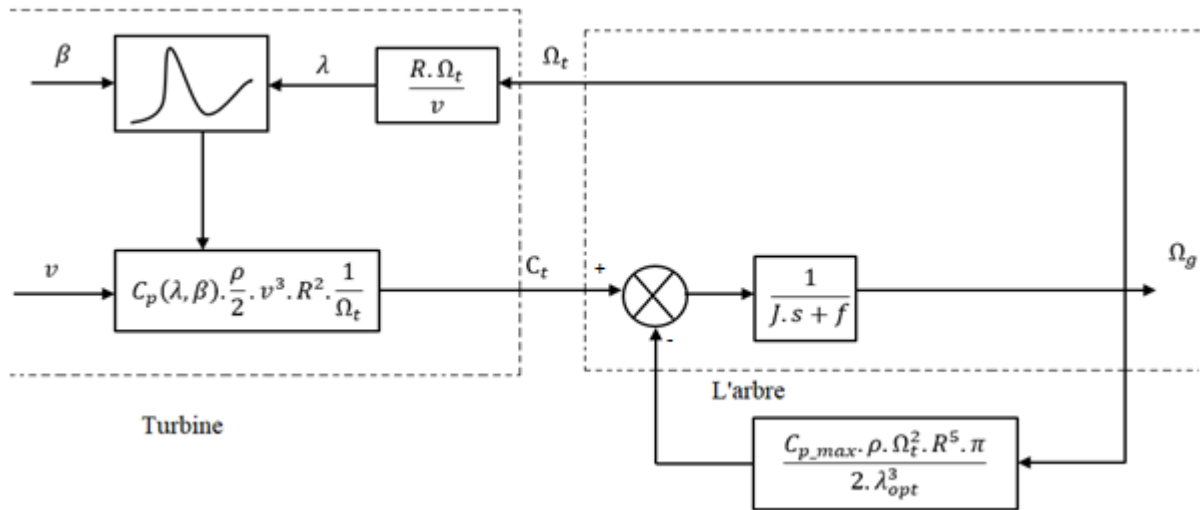 β
λ
R.Ω_t / v
Ω_t
v
C_p(λ, β). ρ/2 . v^3. R^2. 1/Ω_t
C_t
+
-
1 / J.s + f
Ω_g
Turbine
L'arbre
C_p_max. ρ. Ω_t^2. R^5. π / 2. λ_opt^3